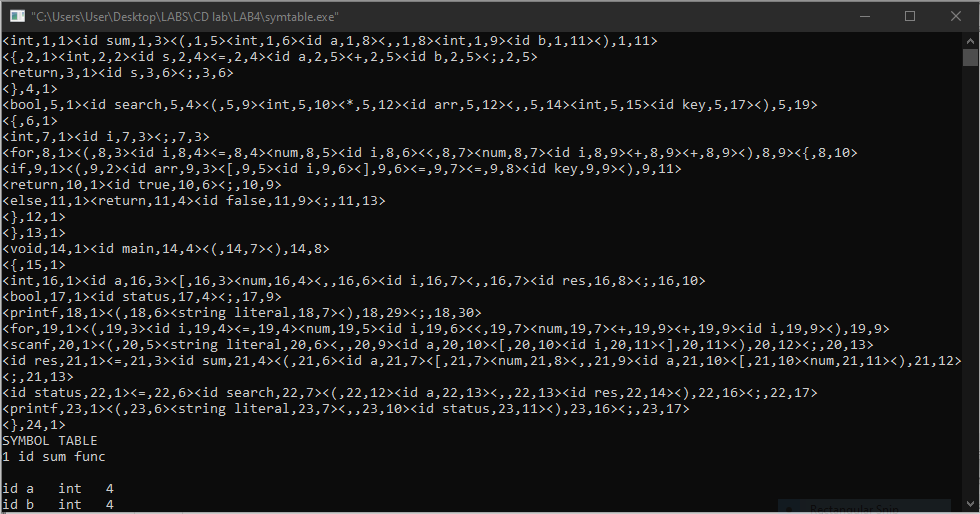 "C:\Users\User\Desktop\LABS\CD lab\LAB4\symtable.exe"
<int,1,1><id sum,1,3><(,1,5><int,1,6><id a,1,8><,,1,8><int,1,9><id b,1,11><),1,11>
<{,2,1><int,2,2><id s,2,4><=,2,4><id a,2,5><+,2,5><id b,2,5><;,2,5>
<return,3,1><id s,3,6><;,3,6>
<},4,1>
<bool,5,1><id search,5,4><(,5,9><int,5,10><*,5,12><id arr,5,12><,,5,14><int,5,15><id key,5,17><),5,19>
<{,6,1>
<int,7,1><id i,7,3><;,7,3>
<for,8,1><(,8,3><id i,8,4><=,8,4><num,8,5><id i,8,6><<,8,7><num,8,7><id i,8,9><+,8,9><+,8,9><),8,9><{,8,10>
<if,9,1><(,9,2><id arr,9,3><[,9,5><id i,9,6><],9,6><=,9,7><=,9,8><id key,9,9><),9,11>
<return,10,1><id true,10,6><;,10,9>
<else,11,1><return,11,4><id false,11,9><;,11,13>
<},12,1>
<},13,1>
<void,14,1><id main,14,4><(,14,7><),14,8>
<{,15,1>
<int,16,1><id a,16,3><[,16,3><num,16,4><,,16,6><id i,16,7><,,16,7><id res,16,8><;,16,10>
<bool,17,1><id status,17,4><;,17,9>
<printf,18,1><(,18,6><string literal,18,7><),18,29><;,18,30>
<for,19,1><(,19,3><id i,19,4><=,19,4><num,19,5><id i,19,6><<,19,7><num,19,7><+,19,9><+,19,9><id i,19,9><),19,9>
<scanf,20,1><(,20,5><string literal,20,6><,,20,9><id a,20,10><[,20,10><id i,20,11><],20,11><),20,12><;,20,13>
<id res,21,1><=,21,3><id sum,21,4><(,21,6><id a,21,7><[,21,7><num,21,8><,,21,9><id a,21,10><[,21,10><num,21,11><),21,12>
<;,21,13>
<id status,22,1><=,22,6><id search,22,7><(,22,12><id a,22,13><,,22,13><id res,22,14><),22,16><;,22,17>
<printf,23,1><(,23,6><string literal,23,7><,,23,10><id status,23,11><),23,16><;,23,17>
<},24,1>
SYMBOL TABLE
1 id sum func
id a int 4
id b int 4
Rectangular Snip